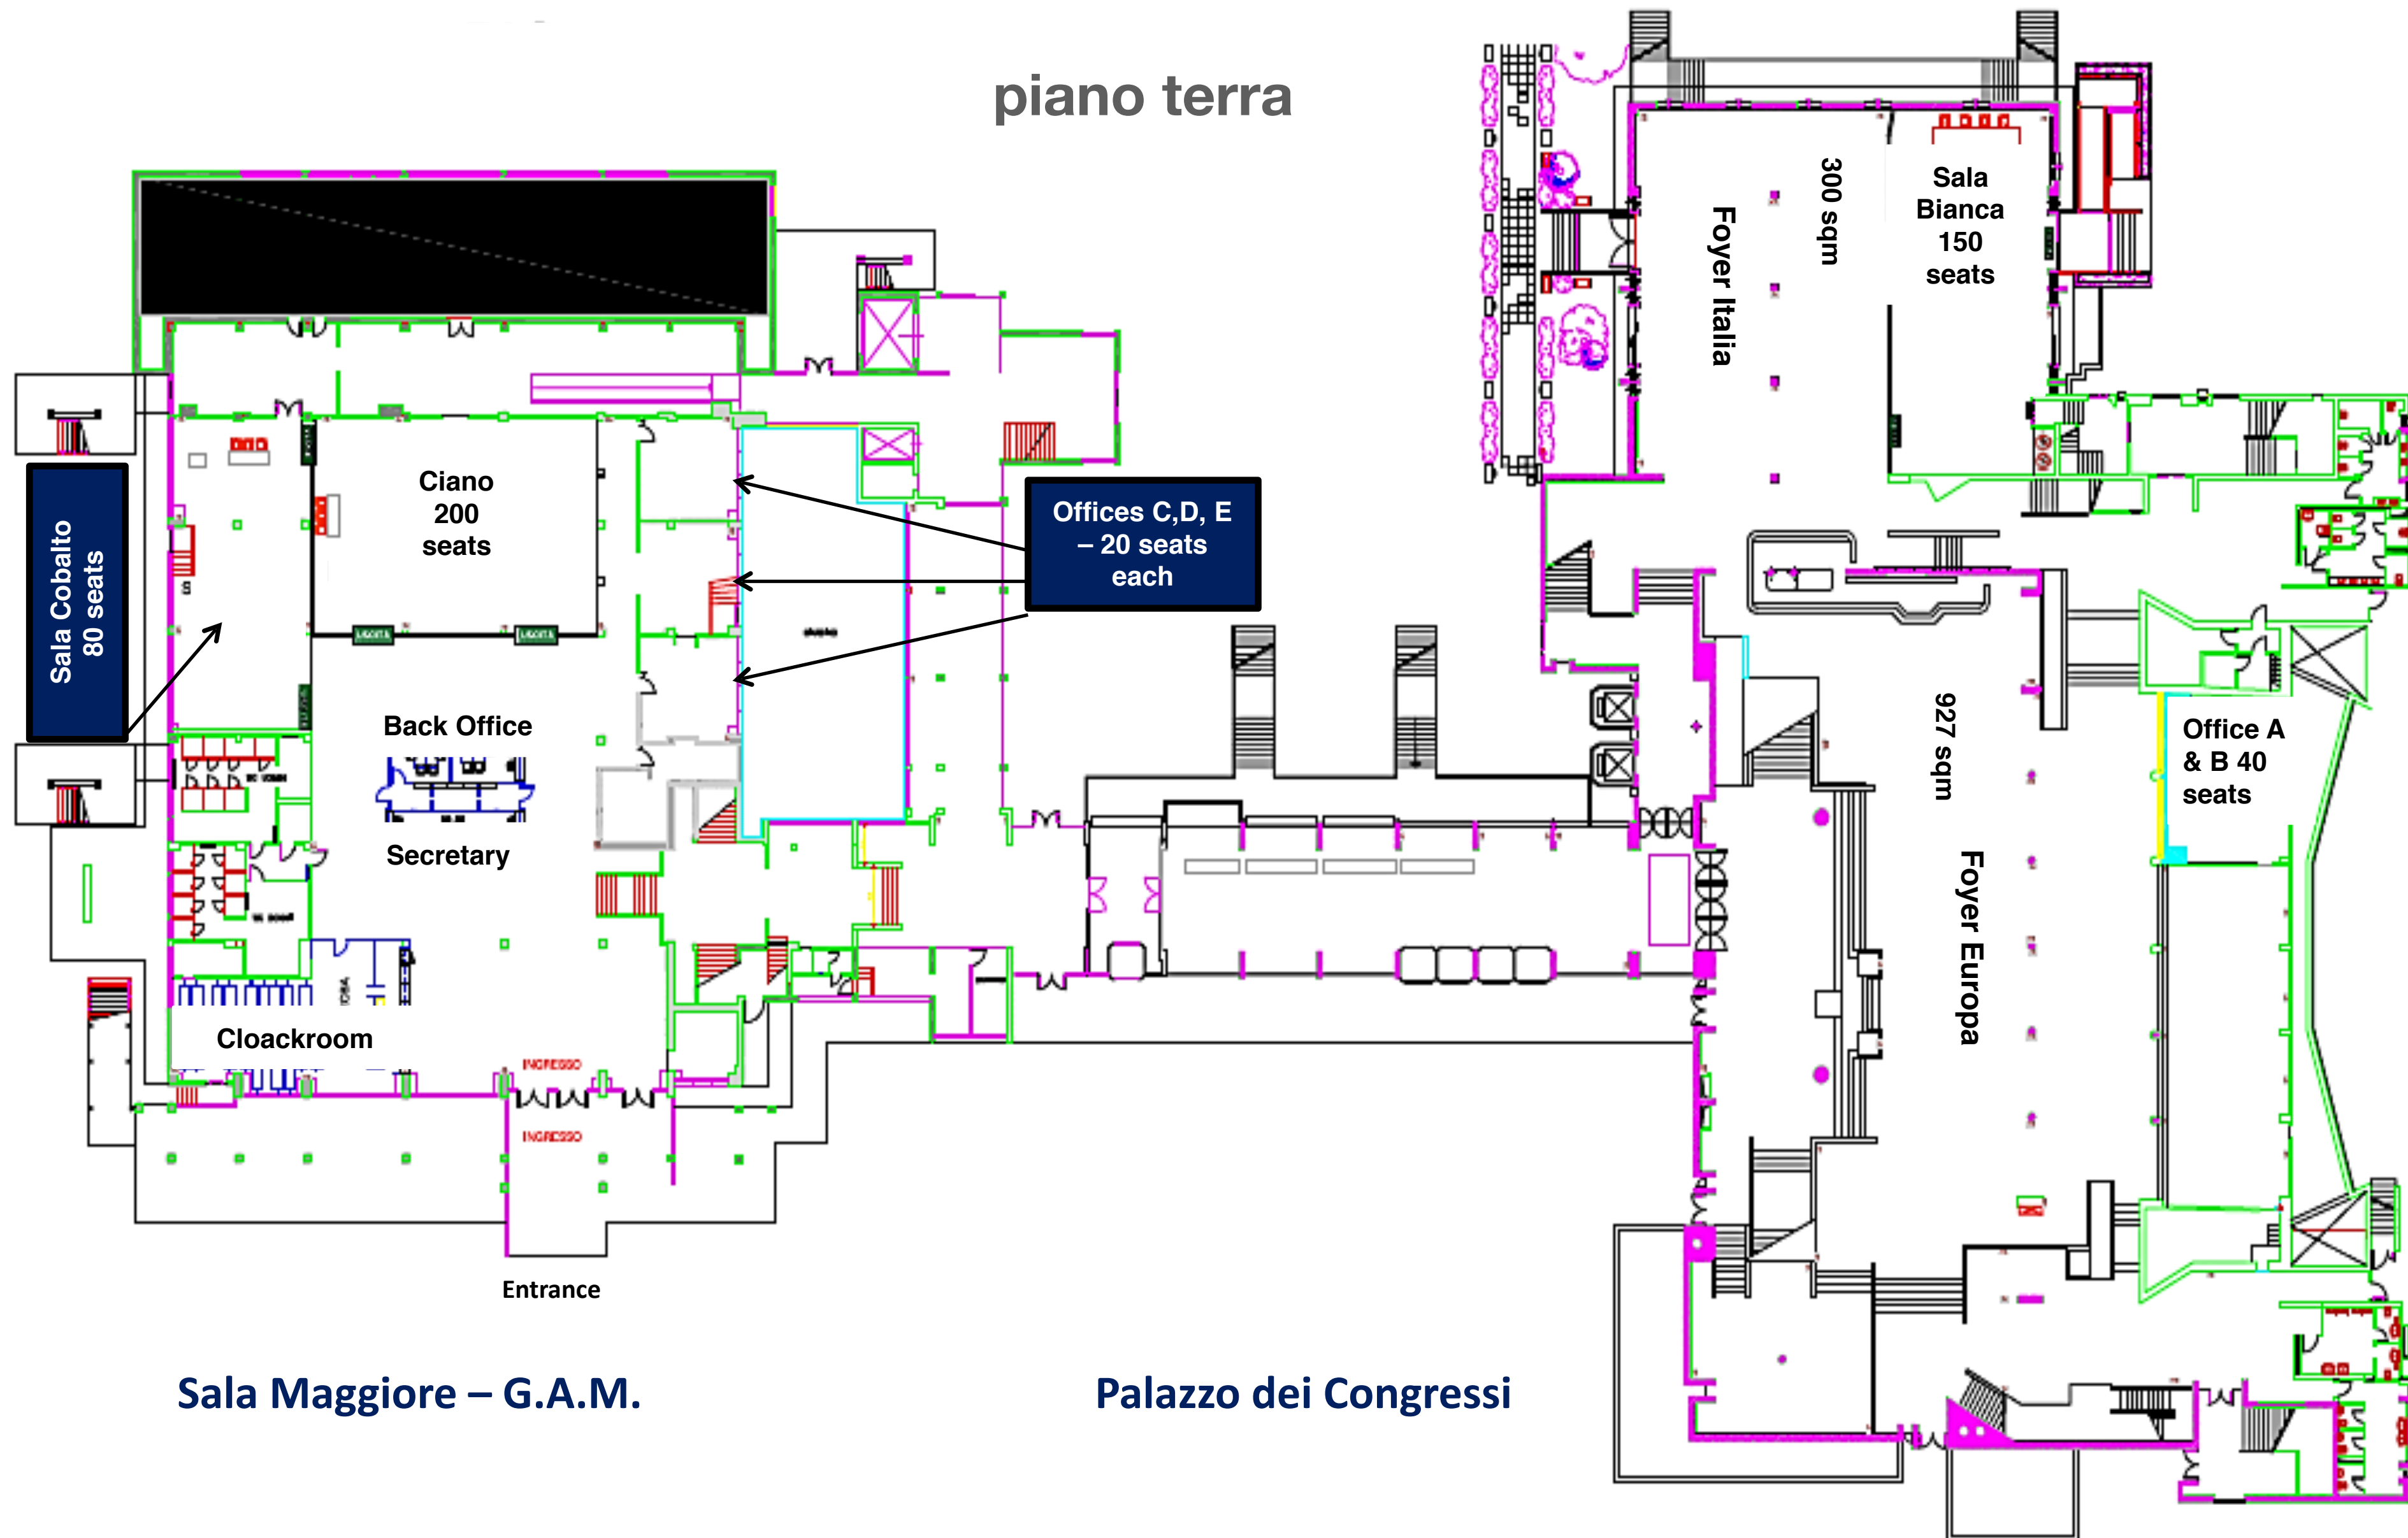 piano terra
Sala
Bianca
150
seats
300 sqm
Foyer Italia
Ciano
200
seats
Offices C,D, E
– 20 seats
each
Sala Cobalto
80 seats
USCITA
USCITA
Back Office
Secretary
927 sqm
Office A
& B 40
seats
Foyer Europa
Cloackroom
INGRESSO
INGRESSO
Entrance
Sala Maggiore – G.A.M.
Palazzo dei Congressi